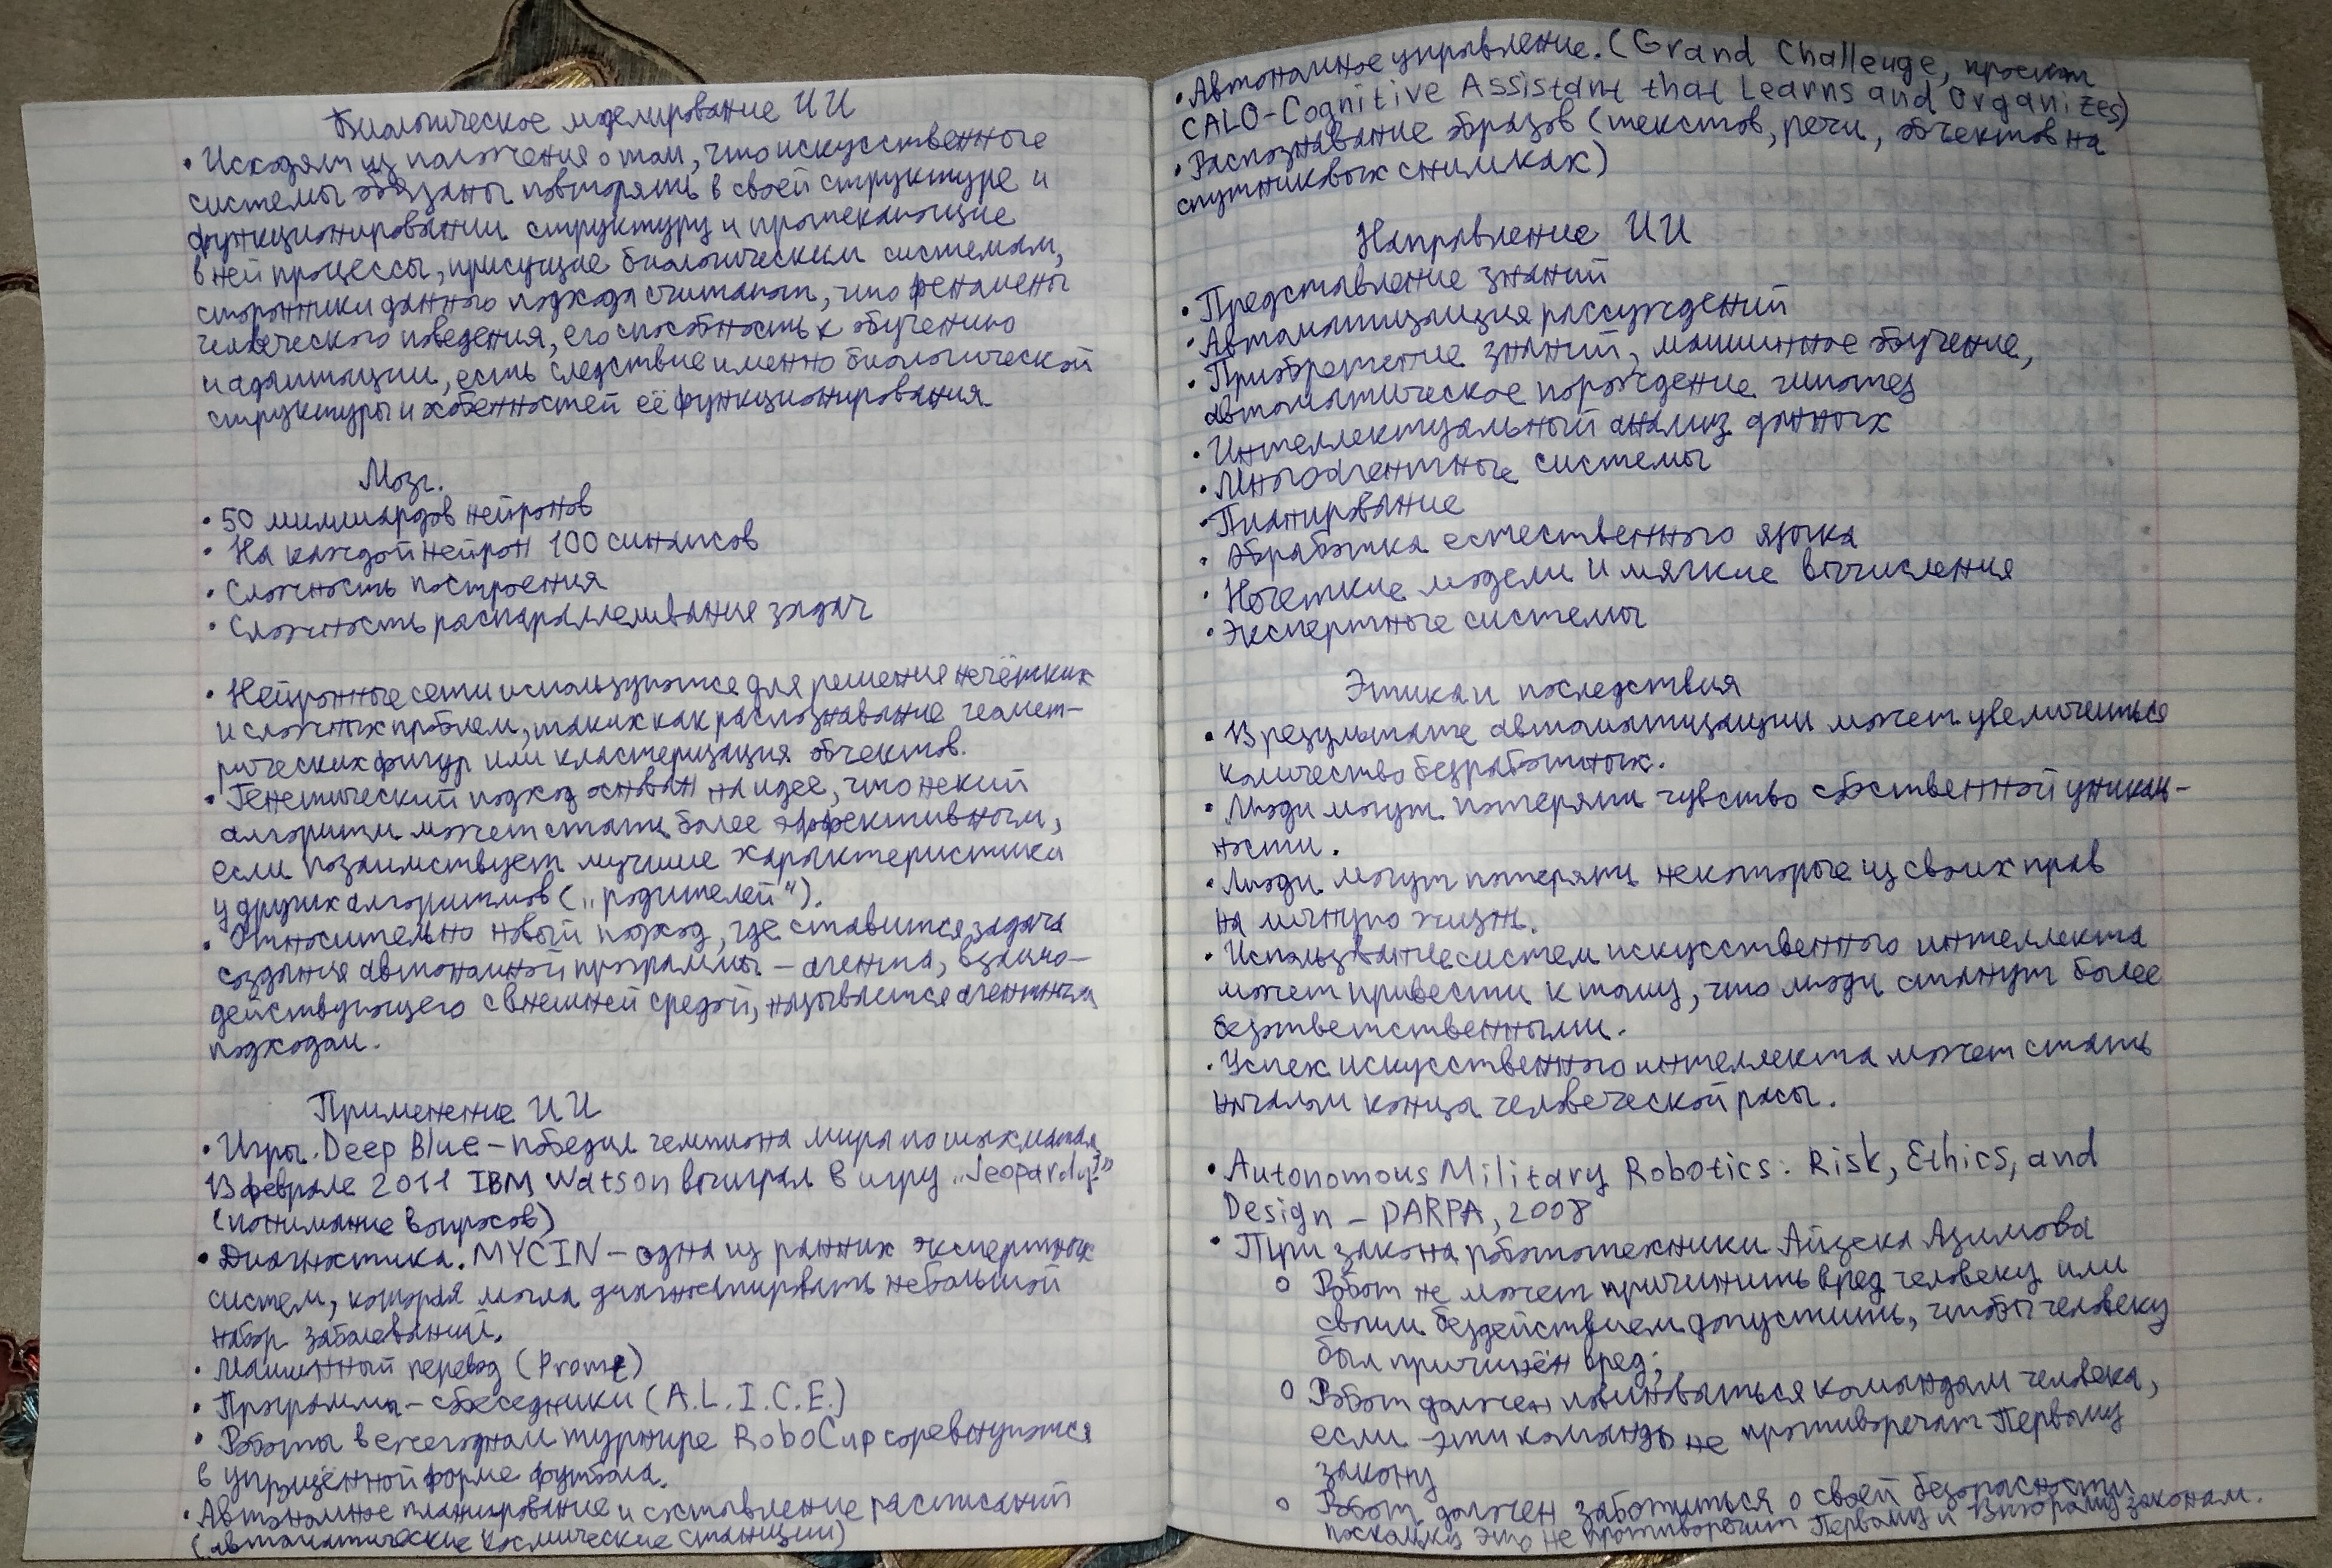 Биологическое моделирование ИИ
• Исходят из положения о том, что искусственные
системы обязаны повторять в своей структуре и
функционировании структуру и протекающие
в ней процессы, присущие биологическим системам,
сторонники данного подхода считают, что феномены
человеческого поведения, его способность к обучению
и адаптации, есть следствие именно биологической
структуры и особенностей её функционирования.
Мозг.
• 50 миллиардов нейронов
• На каждой нейрон 100 синапсов
• Сложность построения
• Сложность распараллеливания задач
• Нейронные сети используются для решения нечётких
и сложных проблем, таких как распознавание геомет-
рических фигур или кластеризация объектов.
• Генетический подход основан на идее, что некий
алгоритм может стать более эффективным,
если позаимствует лучшие характеристики
у других алгоритмов („родителей").
• Относительно новый подход, где ставится задача
создания автономной программы – агента, взаимо-
действующего с внешней средой, называется агентным
подходом.
Применение ИИ
• Игры. Deep Blue – победил чемпиона мира по шахматам
В феврале 2011 IBM Watson выиграл в игру „Jeopardy!"
(понимание вопросов)
• Диагностика. MYCIN – одна из ранних экспертных
систем, которая могла диагностировать небольшой
набор заболеваний.
• Машинный перевод (Promt)
• Программы – собеседники (A.L.I.C.E.)
• Роботы в ежегодном турнире RoboCup соревнуются
в упрощённой форме футбола.
• Автономное планирование и составление расписаний
(автоматические космические станции)
• Автономное управление. (Grand Challenge, проект
CALO-Cognitive Assistant that Learns and Organizes)
• Распознавание образов (текстов, речи, объектов на
спутниковых снимках)
Направление ИИ
• Представление знаний
• Автоматизация рассуждений
• Приобретение знаний, машинное обучение,
автоматическое порождение гипотез
• Интеллектуальный анализ данных
• Многоагентные системы
• Планирование
• Обработка естественного языка
• Нечеткие модели и мягкие вычисления
• Экспертные системы
Этика и последствия
• В результате автоматизации может увеличиться
количество безработных.
• Люди могут потерять чувство собственной уникаль-
ности.
• Люди могут потерять некоторые из своих прав
на личную жизнь.
• Использование систем искусственного интеллекта
может привести к тому, что люди станут более
безответственными.
• Успех искусственного интеллекта может стать
началом конца человеческой расы.
• Autonomous Military Robotics: Risk, Ethics, and
Design – DARPA, 2008
• Три закона робототехники Айзека Азимова
o Робот не может причинить вред человеку или
своим бездействием допустить, чтобы человеку
был причинён вред;
o Робот должен повиноваться командам человека,
если эти команды не противоречат Первому
закону
o Робот должен заботиться о своей безопасности
поскольку это не противоречит Первому и Второму законам.